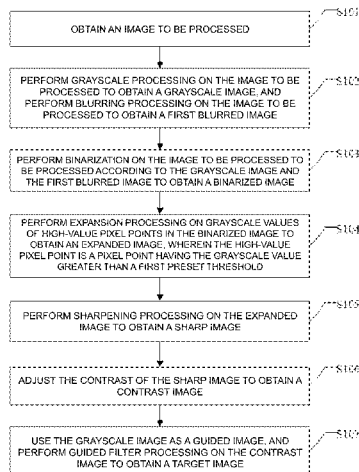 S101
OBTAIN AN IMAGE TO BE PROCESSED
S102
PERFORM GRAYSCALE PROCESSING ON THE IMAGE TO BE
PROCESSED TO OBTAIN A GRAYSCALE IMAGE, AND
PERFORM BLURRING PROCESSING ON THE IMAGE TO BE
PROCESSED TO OBTAIN A FIRST BLURRED IMAGE
S103
PERFORM BINARIZATION ON THE IMAGE TO BE PROCESSED TO
BE PROCESSED ACCORDING TO THE GRAYSCALE IMAGE AND
THE FIRST BLURRED IMAGE TO OBTAIN A BINARIZED IMAGE
S104
PERFORM EXPANSION PROCESSING ON GRAYSCALE VALUES
OF HIGH-VALUE PIXEL POINTS IN THE BINARIZED IMAGE TO
OBTAIN AN EXPANDED IMAGE, WHEREIN THE HIGH-VALUE
PIXEL POINT IS A PIXEL POINT HAVING THE GRAYSCALE VALUE
GREATER THAN A FIRST PRESET THRESHOLD
S105
PERFORM SHARPENING PROCESSING ON THE EXPANDED
IMAGE TO OBTAIN A SHARP IMAGE
S106
ADJUST THE CONTRAST OF THE SHARP IMAGE TO OBTAIN A
CONTRAST IMAGE
S107
USE THE GRAYSCALE IMAGE AS A GUIDED IMAGE, AND
PERFORM GUIDED FILTER PROCESSING ON THE CONTRAST
IMAGE TO OBTAIN A TARGET IMAGE